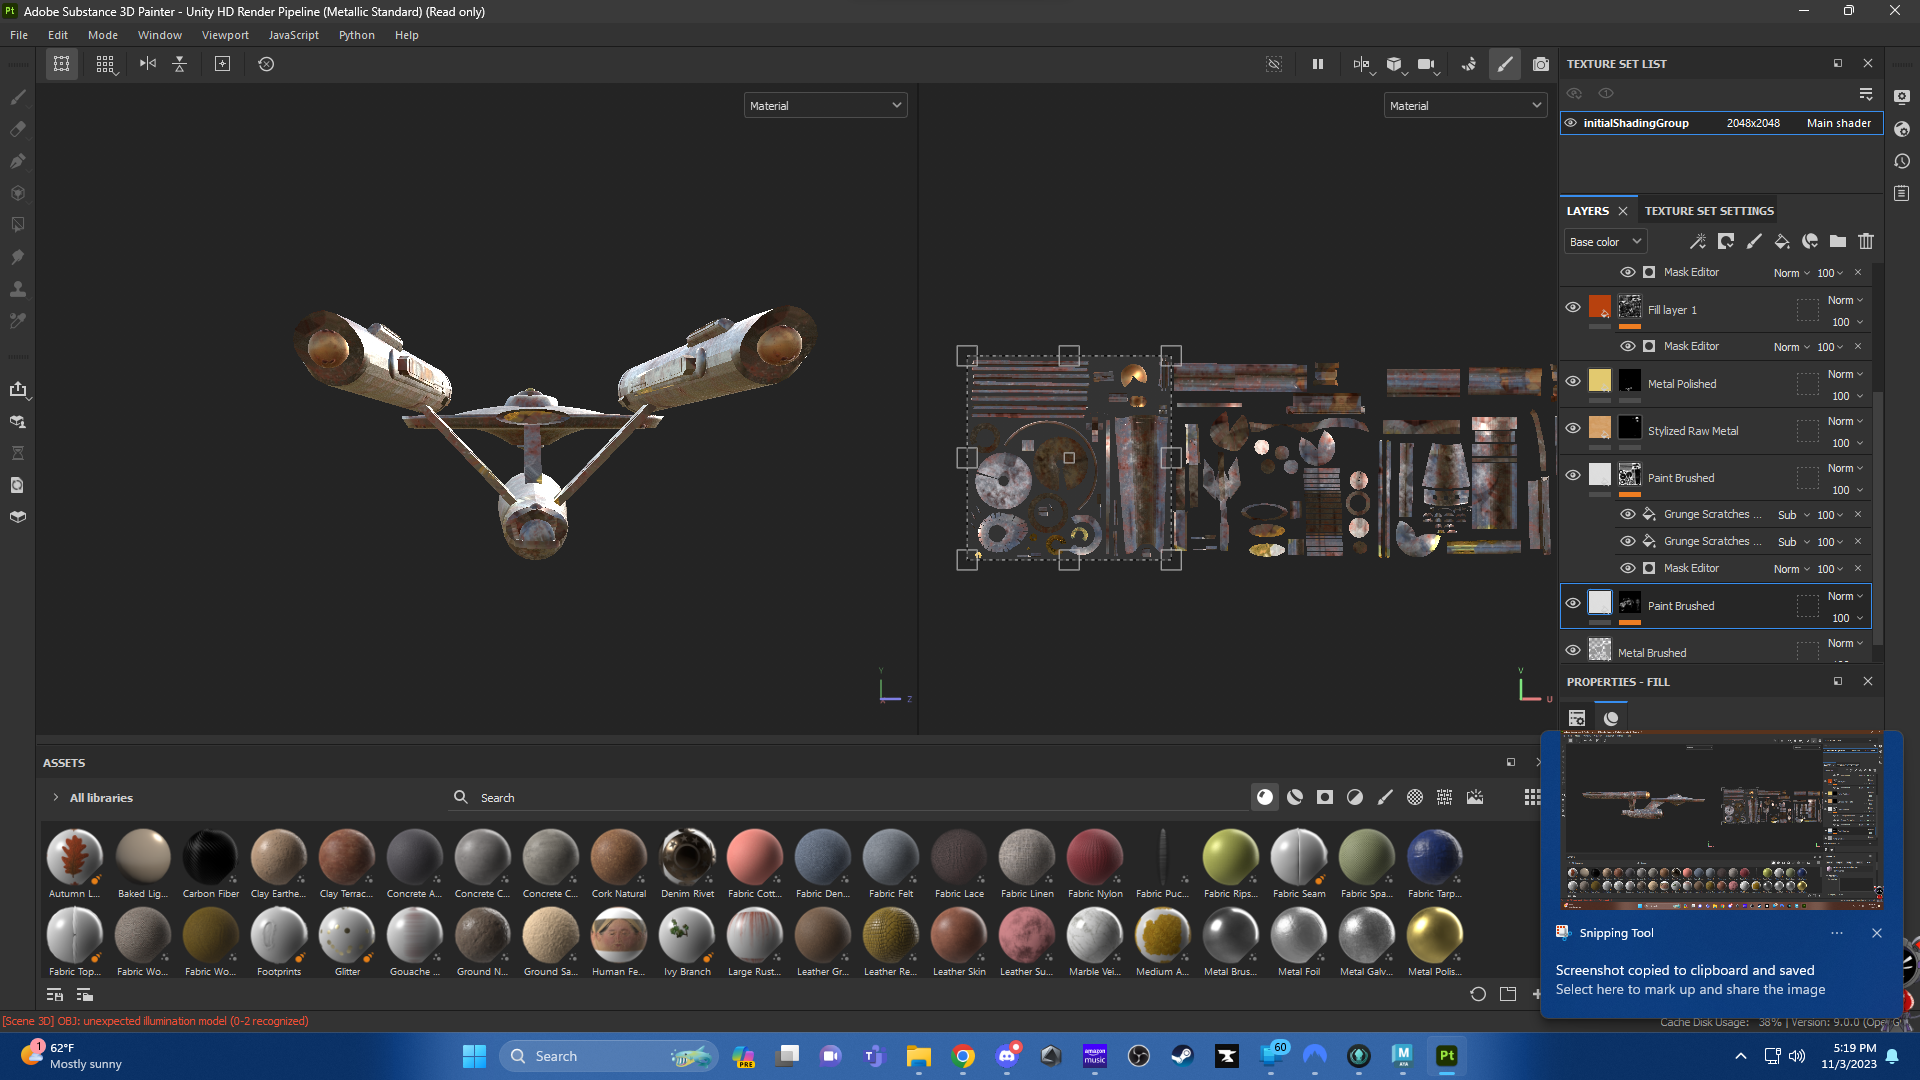 Adobe Substance 3D Painter - Unity HD Render Pipeline (Metallic Standard) (Read only)
File Edit Mode Window Viewport JavaScript Python Help
Material
Material
TEXTURE SET LIST
initialShadingGroup 2048x2048 Main shader
LAYERS TEXTURE SET SETTINGS
Base color
Mask Editor Norm 100
Fill layer 1 Norm 100
Mask Editor Norm 100
Metal Polished Norm 100
Stylized Raw Metal Norm 100
Paint Brushed Norm 100
Grunge Scratches ... Sub 100
Grunge Scratches ... Sub 100
Mask Editor Norm 100
Paint Brushed Norm 100
Metal Brushed Norm
PROPERTIES - FILL
Y
Z
V
U
ASSETS
All libraries
Search
Autumn L... Baked Lig... Carbon Fiber Clay Earthe... Clay Terrac... Concrete A... Concrete C... Concrete C... Cork Natural Denim Rivet Fabric Cott... Fabric Den... Fabric Felt Fabric Lace Fabric Linen Fabric Nylon Fabric Puc... Fabric Rips... Fabric Seam Fabric Spa... Fabric Tarp...
Fabric Top... Fabric Wo... Fabric Wo... Footprints Glitter Gouache ... Ground N... Ground Sa... Human Fe... Ivy Branch Large Rust... Leather Gr... Leather Re... Leather Skin Leather Su... Marble Vei... Medium A... Metal Brus... Metal Foil Metal Galv... Metal Polis...
Snipping Tool
Screenshot copied to clipboard and saved
Select here to mark up and share the image
[Scene 3D] OBJ: unexpected illumination model (0-2 recognized)
Cache Disk Usage: 38% | Version: 9.0.0
1
62°F
Mostly sunny
Search
PRE
amazon music
60
Pt
5:19 PM
11/3/2023